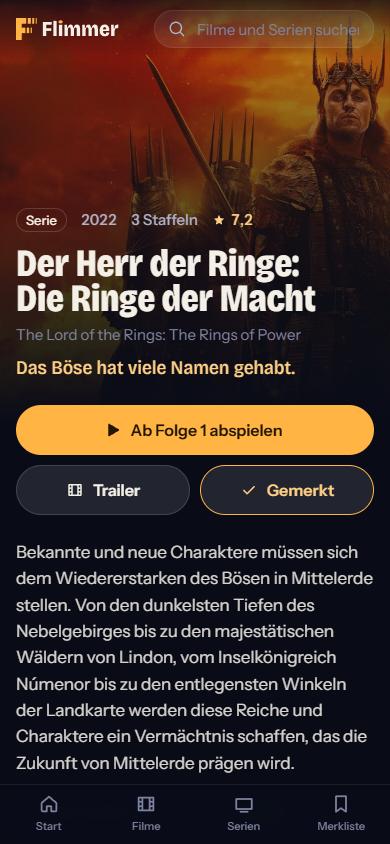 Flimmer
Filme und Serien suchen
Serie 2022 3 Staffeln ★ 7,2
Der Herr der Ringe:
Die Ringe der Macht
The Lord of the Rings: The Rings of Power
Das Böse hat viele Namen gehabt.
Ab Folge 1 abspielen
Trailer Gemerkt
Bekannte und neue Charaktere müssen sich
dem Wiedererstarken des Bösen in Mittelerde
stellen. Von den dunkelsten Tiefen des
Nebelgebirges bis zu den majestätischen
Wäldern von Lindon, vom Inselkönigreich
Númenor bis zu den entlegensten Winkeln
der Landkarte werden diese Reiche und
Charaktere ein Vermächtnis schaffen, das die
Zukunft von Mittelerde prägen wird.
Start Filme Serien Merkliste